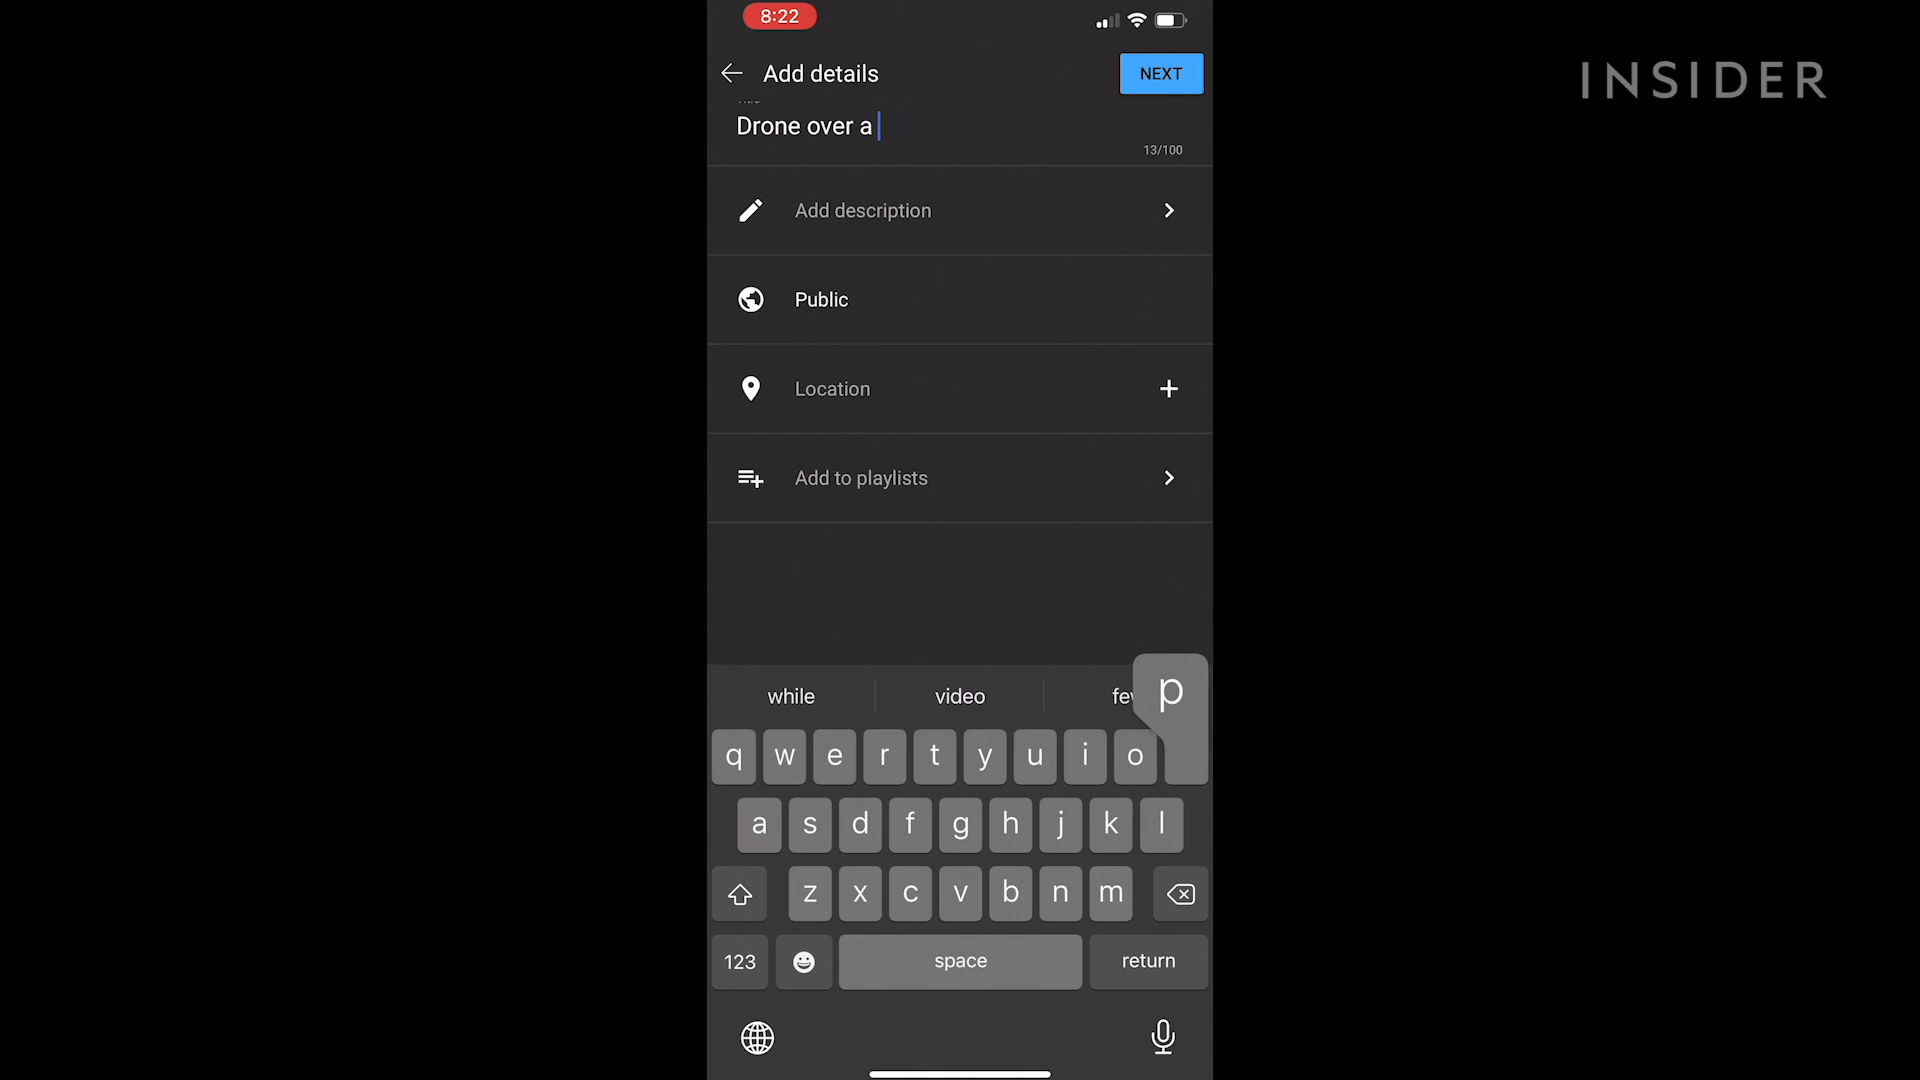 8:22
INSIDER
Add details
NEXT
Drone over a
13/100
Add description
Public
Location
Add to playlists
while
video
p
q w e r t y u i o
a s d f g h j k l
z x c v b n m
123
space
return